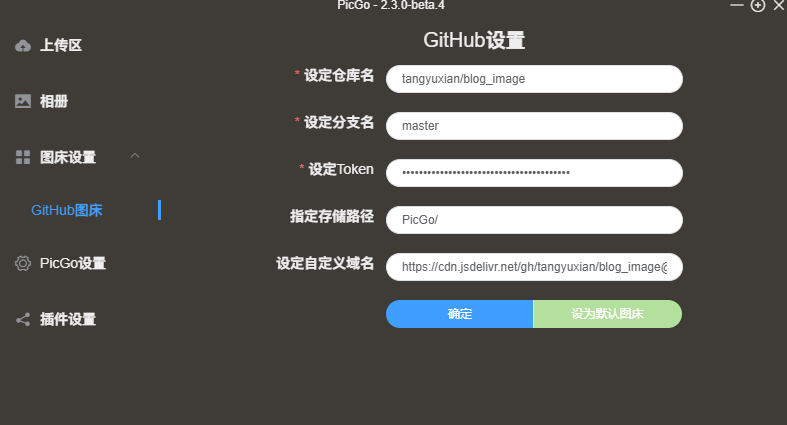 PicGo - 2.3.0-beta.4
上传区
相册
图床设置
GitHub图床
PicGo设置
插件设置
GitHub设置
* 设定仓库名 tangyuxian/blog_image
* 设定分支名 master
* 设定Token ••••••••••••••••••••••••••••••••••••••••
指定存储路径 PicGo/
设定自定义域名 https://cdn.jsdelivr.net/gh/tangyuxian/blog_image@
确定 设为默认图床